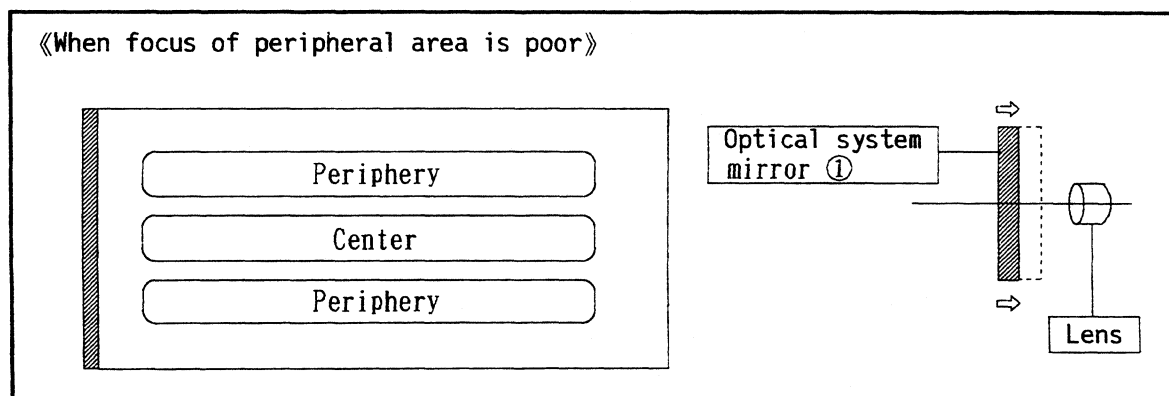 《When focus of peripheral area is poor》
Periphery
Center
Periphery
Optical system
mirror ①
Lens